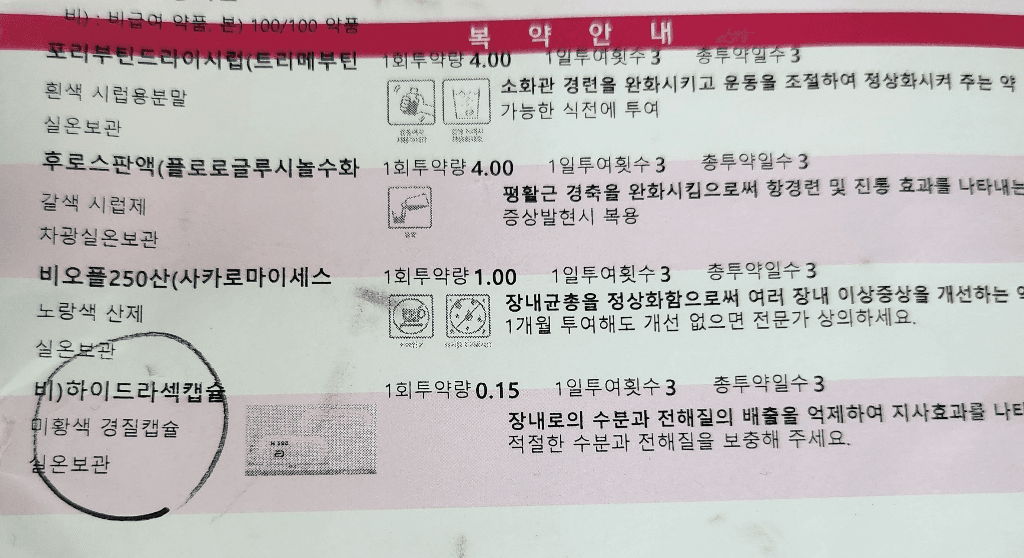 비) : 비급여 약품, 본) 100/100 약품
복 약 안 내
포리부틴드라이시럽(트리메부틴 1회투약량 4.00 1일투여횟수 3 총투약일수 3
소화관 경련을 완화시키고 운동을 조절하여 정상화시켜 주는 약
흰색 시럽용분말
가능한 식전에 투여
실온보관
후로스판액(플로로글루시놀수화 1회투약량 4.00 1일투여횟수 3 총투약일수 3
평활근 경축을 완화시킴으로써 항경련 및 진통 효과를 나타내는
갈색 시럽제
증상발현시 복용
차광실온보관
비오플250산(사카로마이세스 1회투약량 1.00 1일투여횟수 3 총투약일수 3
장내균총을 정상화함으로써 여러 장내 이상증상을 개선하는
노랑색 산제
1개월 투여해도 개선 없으면 전문가 상의하세요.
실온보관
비)하이드라섹캡슐 1회투약량 0.15 1일투여횟수 3 총투약일수 3
장내로의 수분과 전해질의 배출을 억제하여 지사효과를 나타
미황색 경질캡슐
적절한 수분과 전해질을 보충해 주세요.
실온보관